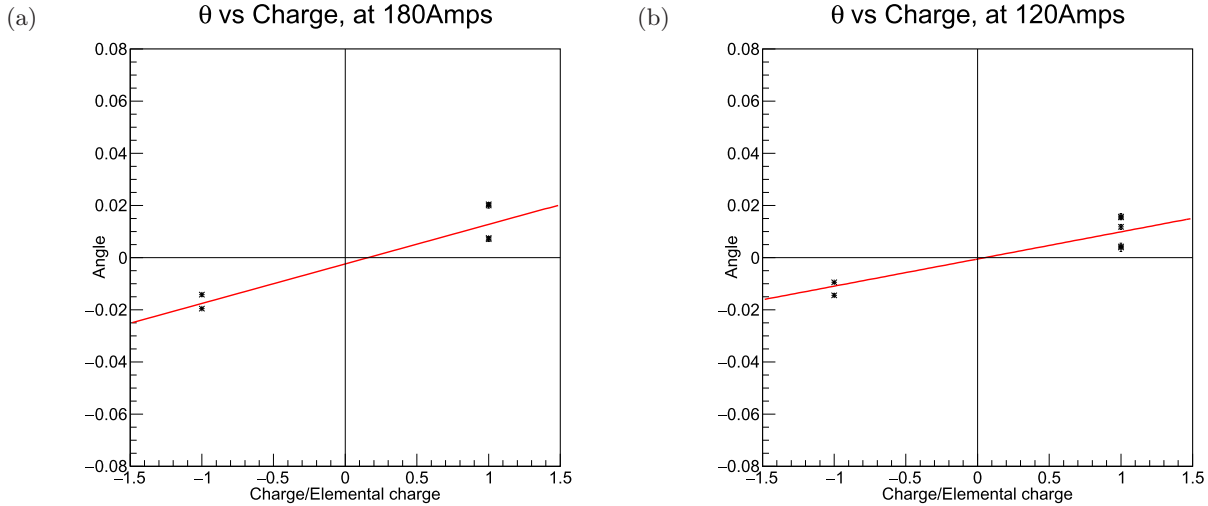 (a)
θ vs Charge, at 180Amps
0.08
0.06
0.04
0.02
0
−0.02
−0.04
−0.06
−0.08
Angle
−1.5 −1 −0.5 0 0.5 1 1.5
Charge/Elemental charge
(b)
θ vs Charge, at 120Amps
0.08
0.06
0.04
0.02
0
−0.02
−0.04
−0.06
−0.08
Angle
−1.5 −1 −0.5 0 0.5 1 1.5
Charge/Elemental charge